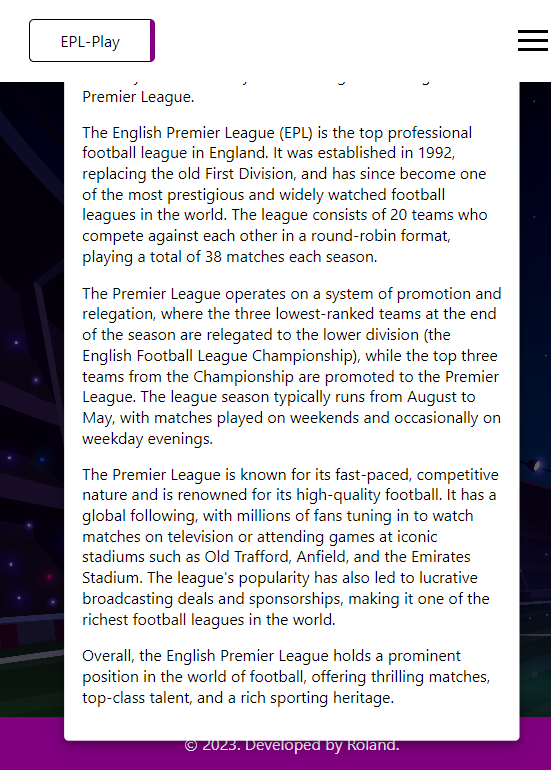 EPL-Play
Premier League.
The English Premier League (EPL) is the top professional
football league in England. It was established in 1992,
replacing the old First Division, and has since become one
of the most prestigious and widely watched football
leagues in the world. The league consists of 20 teams who
compete against each other in a round-robin format,
playing a total of 38 matches each season.
The Premier League operates on a system of promotion and
relegation, where the three lowest-ranked teams at the end
of the season are relegated to the lower division (the
English Football League Championship), while the top three
teams from the Championship are promoted to the Premier
League. The league season typically runs from August to
May, with matches played on weekends and occasionally on
weekday evenings.
The Premier League is known for its fast-paced, competitive
nature and is renowned for its high-quality football. It has a
global following, with millions of fans tuning in to watch
matches on television or attending games at iconic
stadiums such as Old Trafford, Anfield, and the Emirates
Stadium. The league's popularity has also led to lucrative
broadcasting deals and sponsorships, making it one of the
richest football leagues in the world.
Overall, the English Premier League holds a prominent
position in the world of football, offering thrilling matches,
top-class talent, and a rich sporting heritage.
© 2023. Developed by Roland.